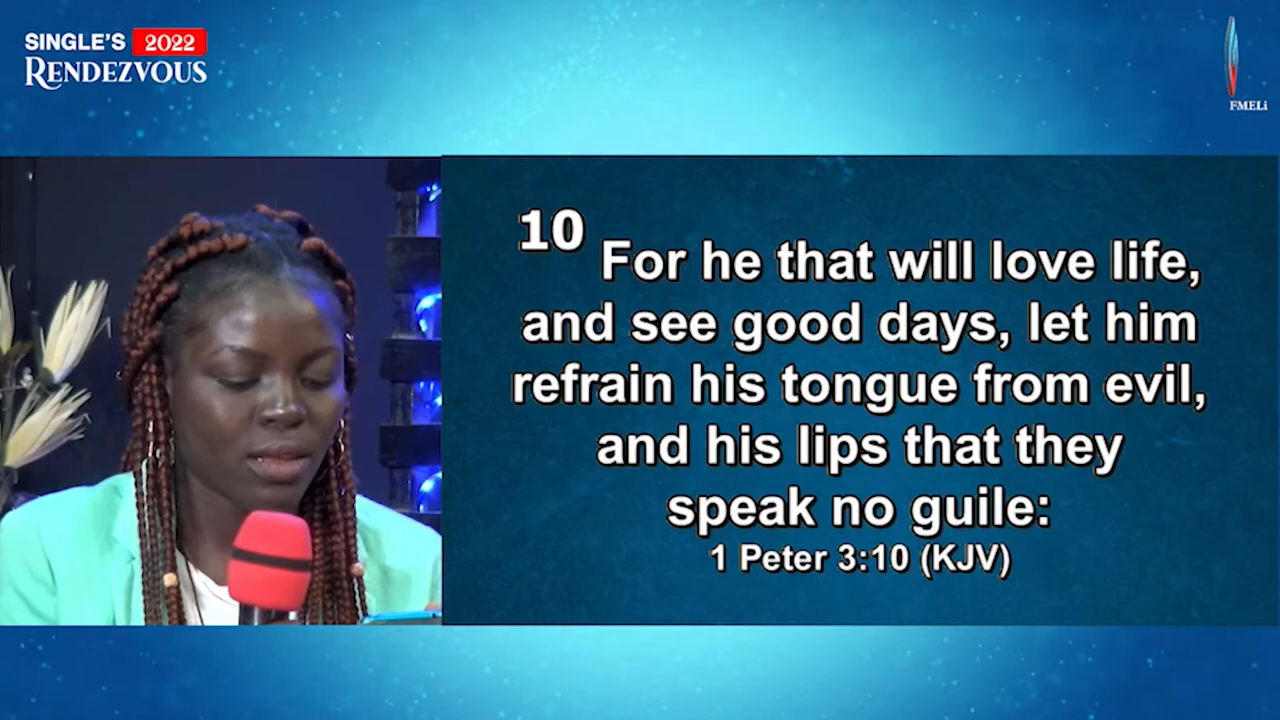 SINGLE'S 2022
RENDEZVOUS
FMELi
10 For he that will love life,
and see good days, let him
refrain his tongue from evil,
and his lips that they
speak no guile:
1 Peter 3:10 (KJV)